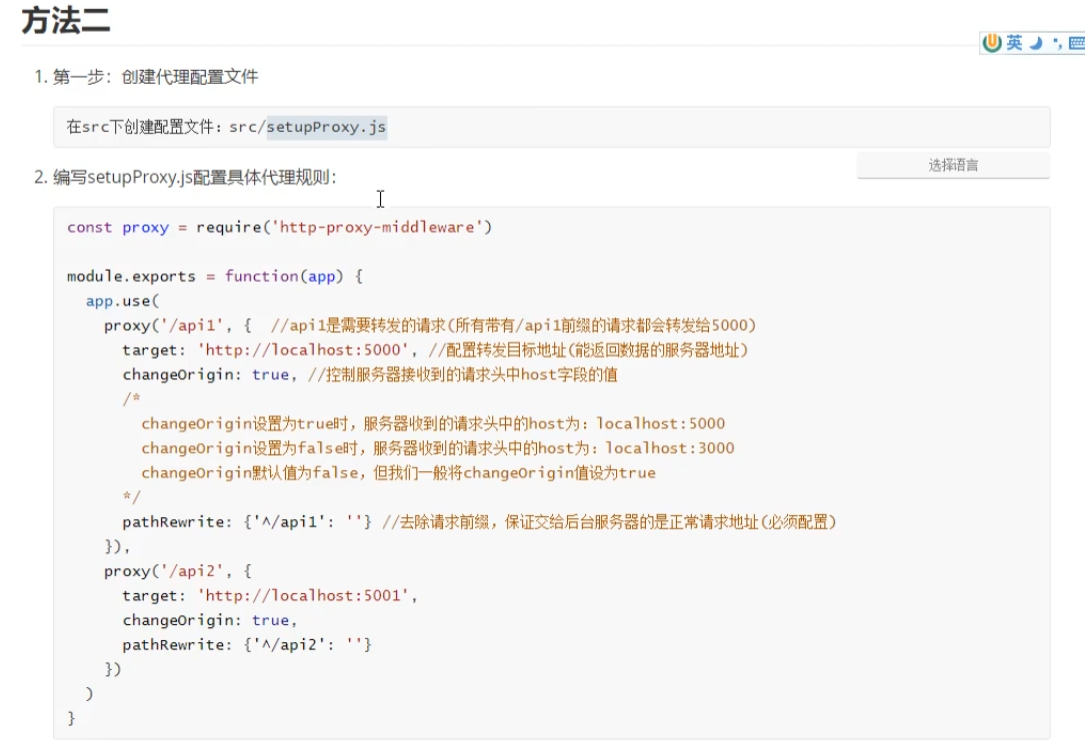 方法二
英
1. 第一步：创建代理配置文件
在src下创建配置文件：src/setupProxy.js
选择语言
2. 编写setupProxy.js配置具体代理规则：
const proxy = require('http-proxy-middleware')
module.exports = function(app) {
app.use(
proxy('/api1', { //api1是需要转发的请求(所有带有/api1前缀的请求都会转发给5000)
target: 'http://localhost:5000', //配置转发目标地址(能返回数据的服务器地址)
changeOrigin: true, //控制服务器接收到的请求头中host字段的值
/*
changeOrigin设置为true时，服务器收到的请求头中的host为：localhost:5000
changeOrigin设置为false时，服务器收到的请求头中的host为：localhost:3000
changeOrigin默认值为false，但我们一般将changeOrigin值设为true
*/
pathRewrite: {'^/api1': ''} //去除请求前缀，保证交给后台服务器的是正常请求地址(必须配置)
}),
proxy('/api2', {
target: 'http://localhost:5001',
changeOrigin: true,
pathRewrite: {'^/api2': ''}
})
)
}